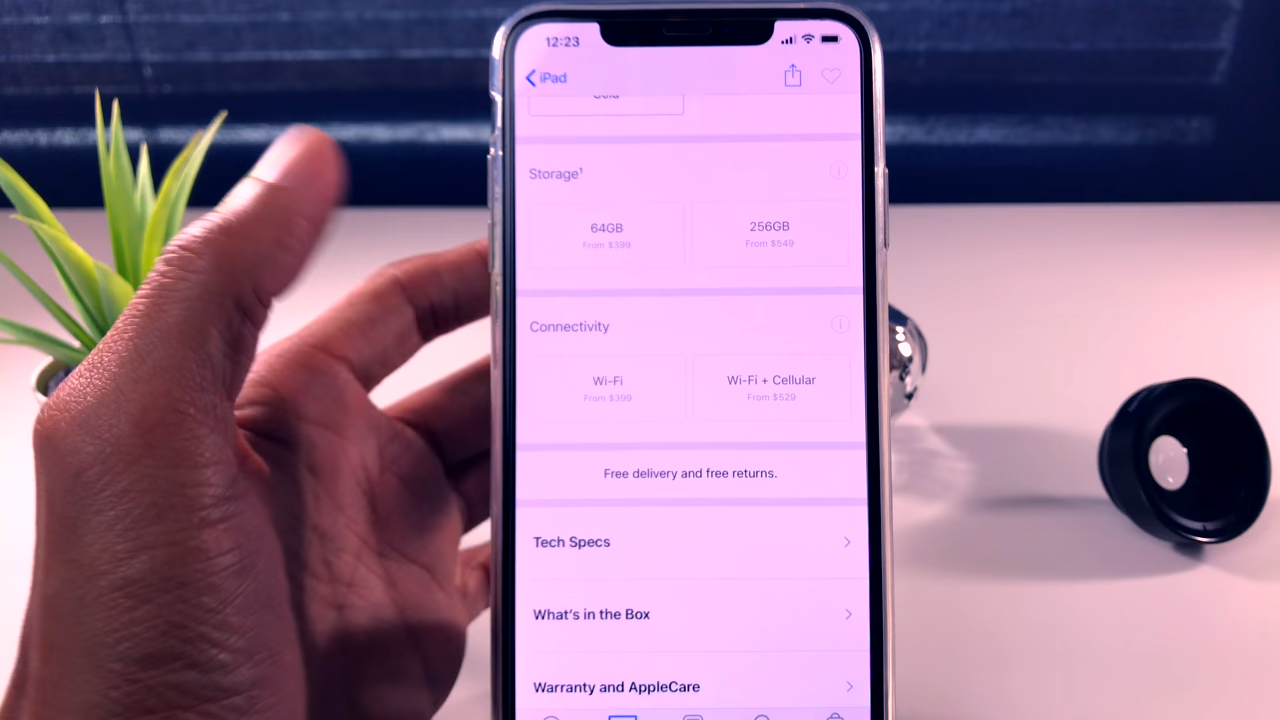 12:23
iPad
Gold
Storage¹
64GB
From $399
256GB
From $549
Connectivity
Wi-Fi
From $399
Wi-Fi + Cellular
From $529
Free delivery and free returns.
Tech Specs
What's in the Box
Warranty and AppleCare